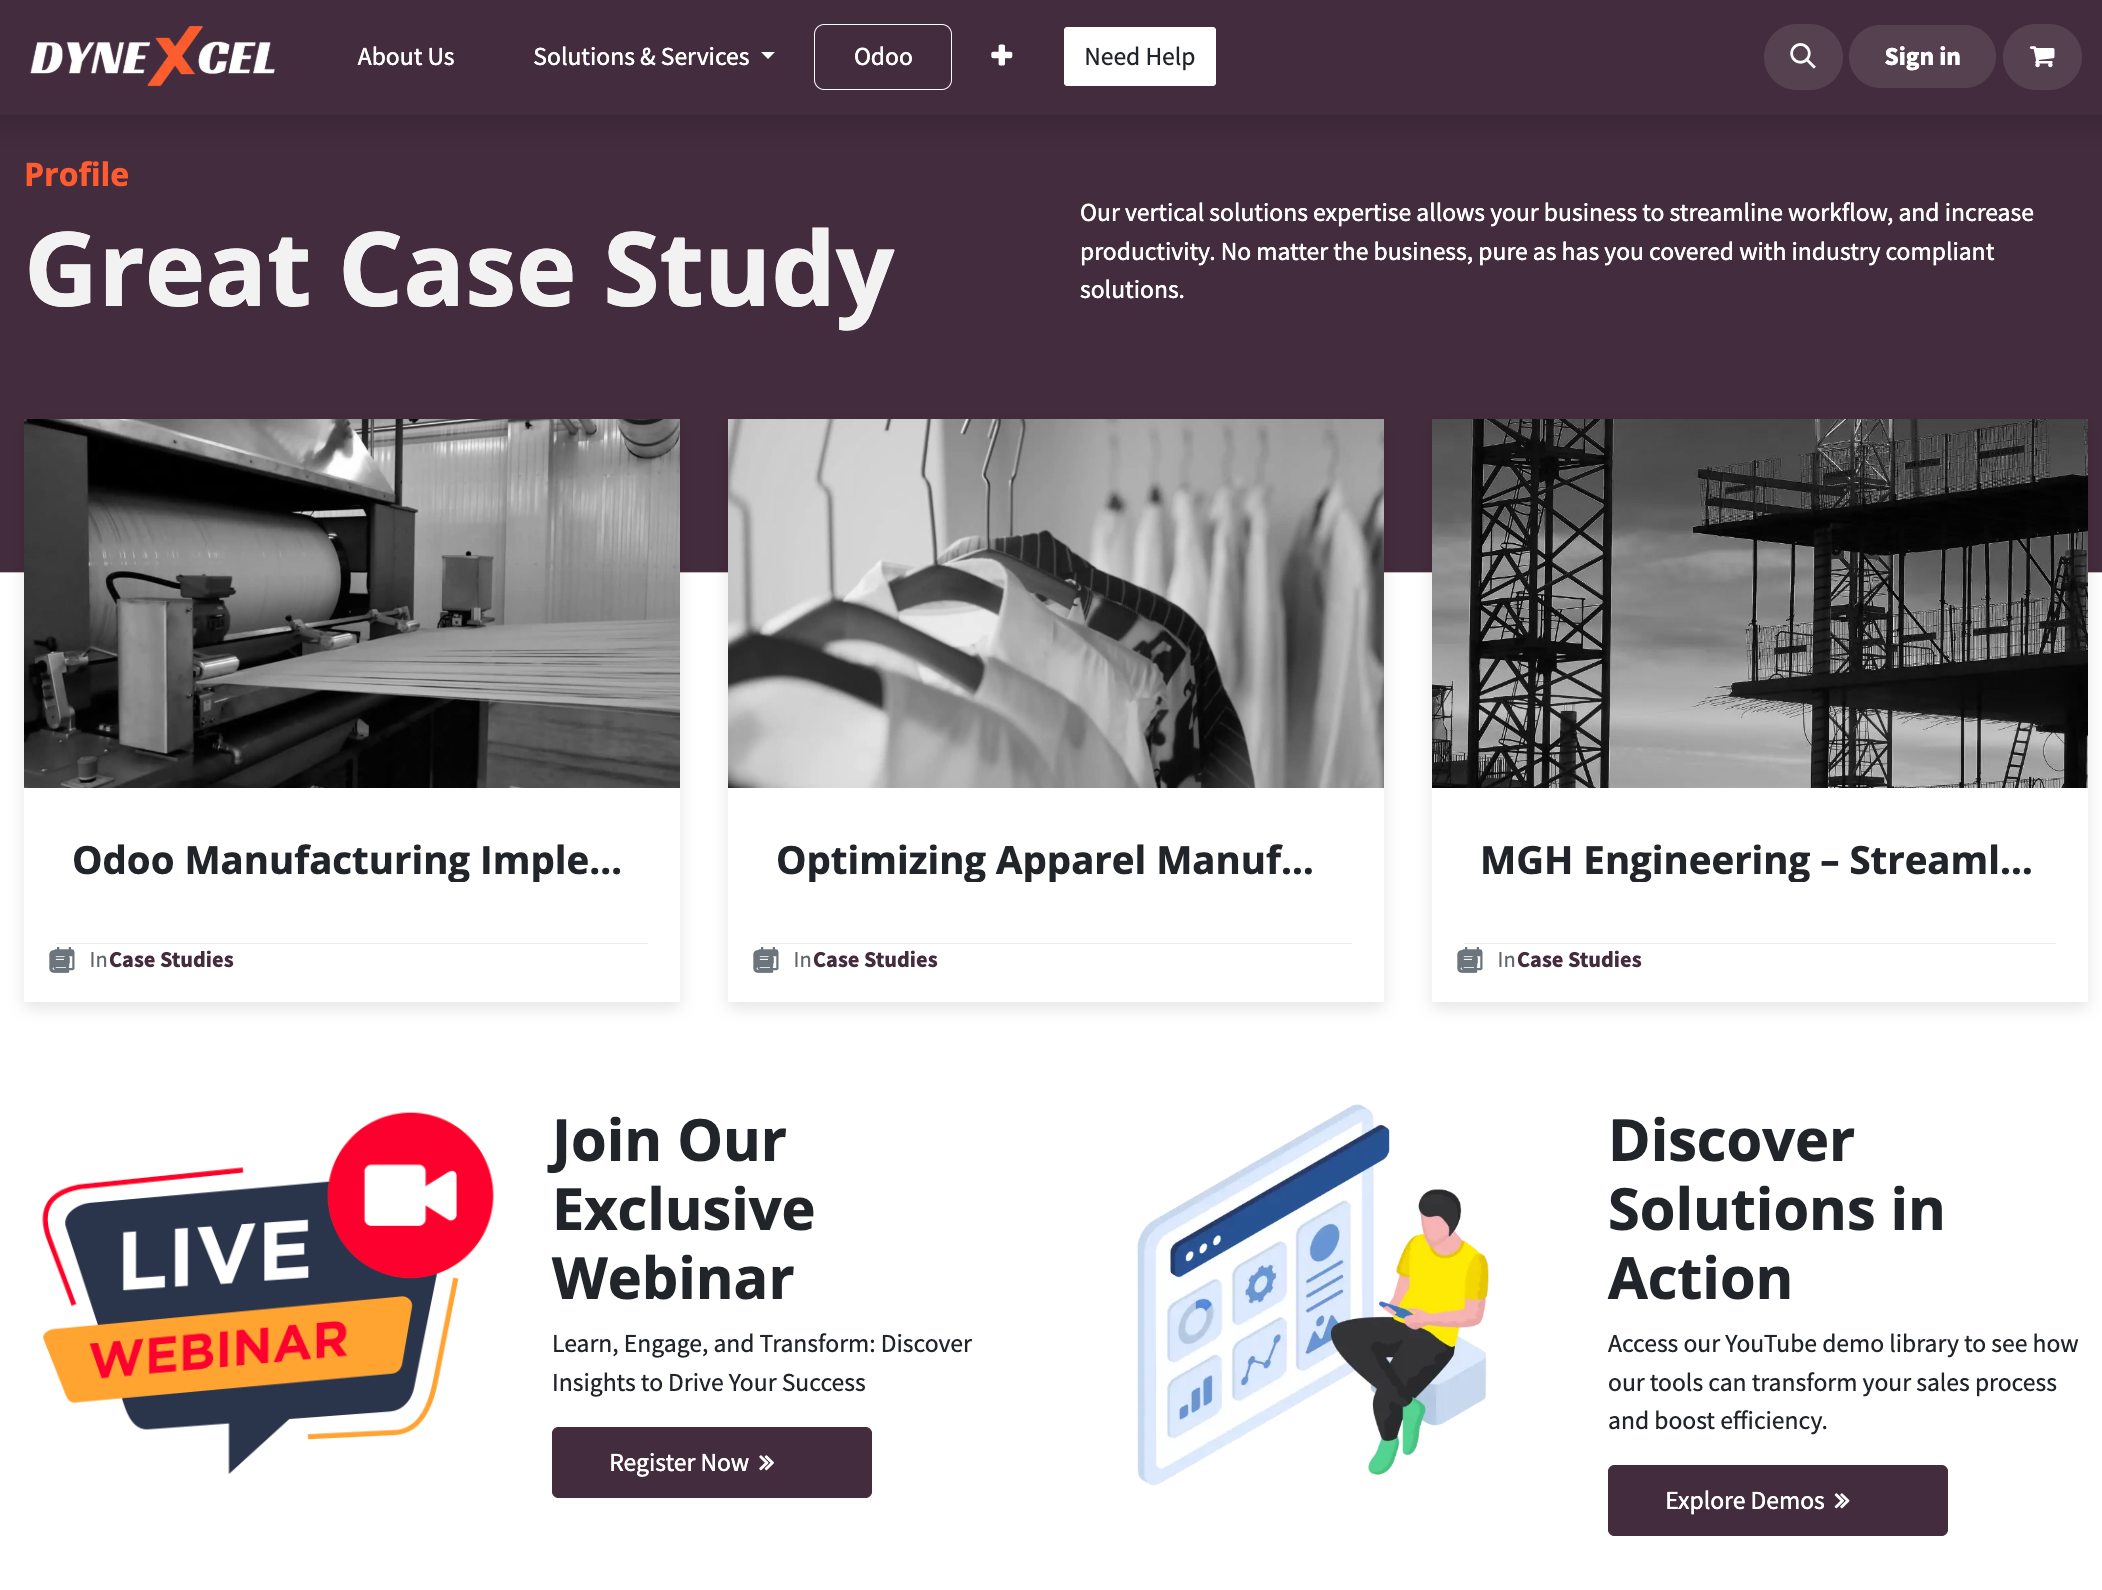 DYNEXCEL
About Us
Solutions & Services
Odoo
Need Help
Sign in
Profile
Great Case Study
Our vertical solutions expertise allows your business to streamline workflow, and increase
productivity. No matter the business, pure as has you covered with industry compliant
solutions.
Odoo Manufacturing Imple...
In Case Studies
Optimizing Apparel Manuf...
In Case Studies
MGH Engineering – Streaml...
In Case Studies
LIVE
WEBINAR
Join Our
Exclusive
Webinar
Learn, Engage, and Transform: Discover
Insights to Drive Your Success
Register Now »
Discover
Solutions in
Action
Access our YouTube demo library to see how
our tools can transform your sales process
and boost efficiency.
Explore Demos »